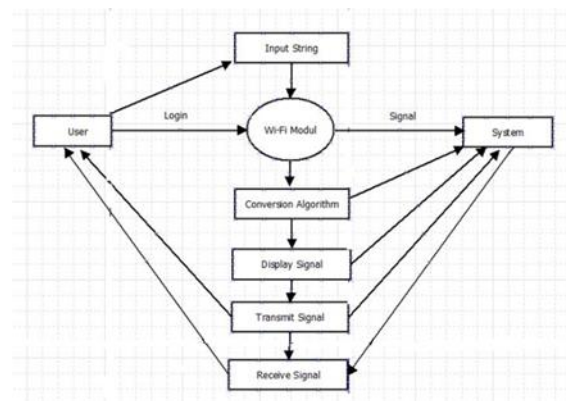 Input String
Login
Signal
User
Wi-Fi Modul
System
Conversion Algorithm
Display Signal
Transmit Signal
Receive Signal